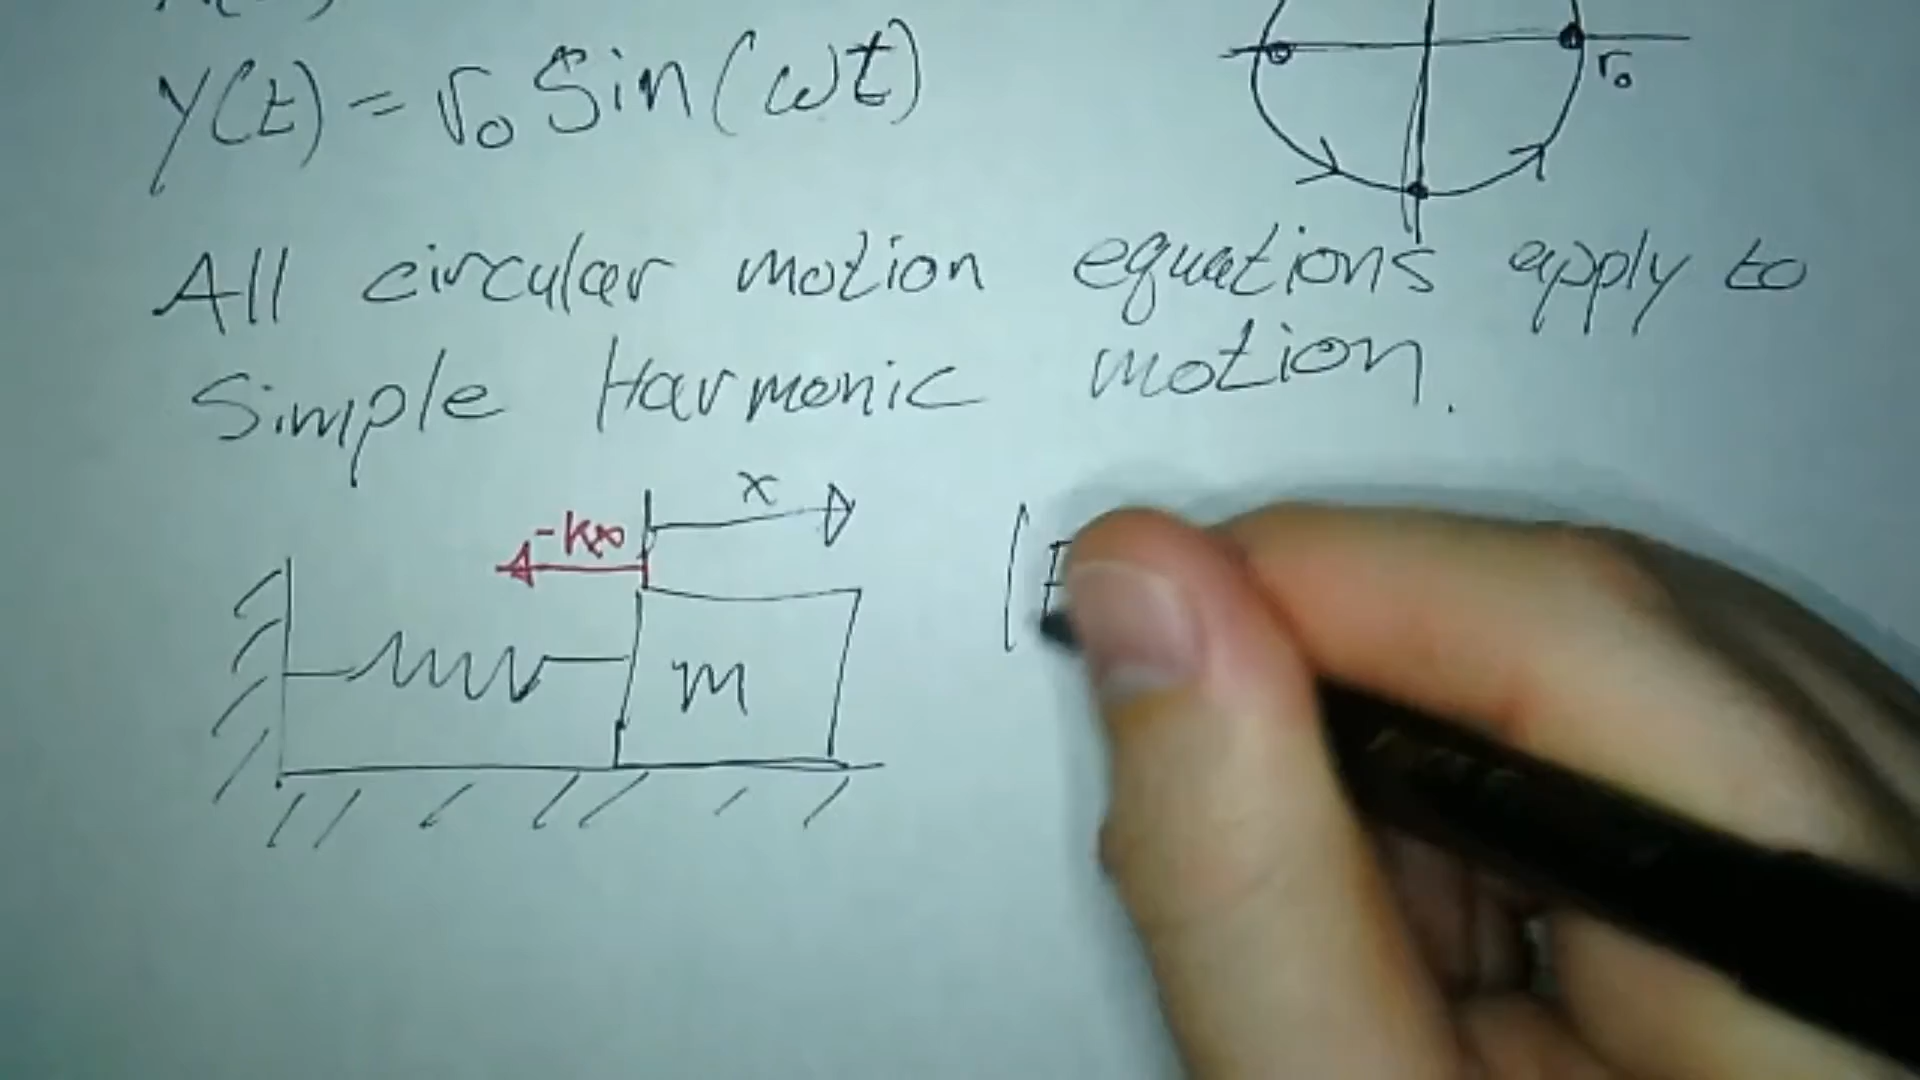 Y(t) = r₀ Sin(ωt)
r₀
All circular motion equations apply to
Simple Harmonic motion.
x
-kx
m